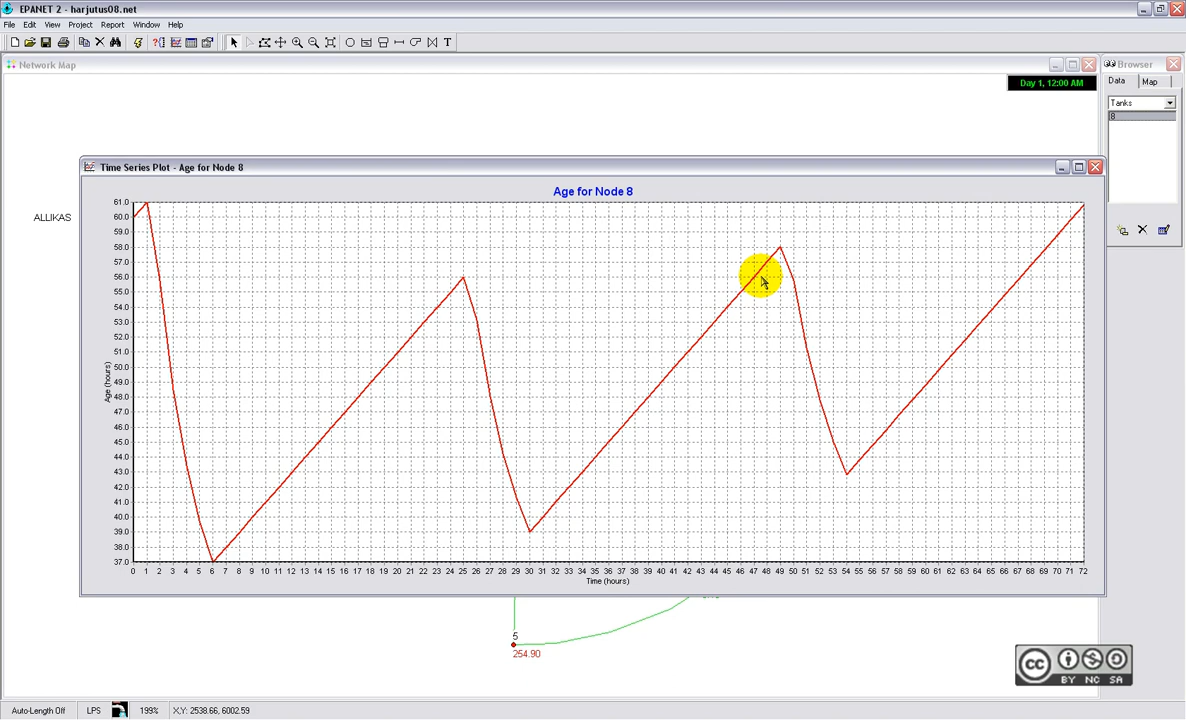 EPANET 2 - harjutus08.net
File Edit View Project Report Window Help
Network Map
Day 1, 12:00 AM
Browser
Data Map
Tanks
8
ALLIKAS
Time Series Plot - Age for Node 8
Age for Node 8
61.0
60.0
59.0
58.0
57.0
56.0
55.0
54.0
53.0
52.0
51.0
50.0
49.0
48.0
47.0
46.0
45.0
44.0
43.0
42.0
41.0
40.0
39.0
38.0
37.0
Age (hours)
0 1 2 3 4 5 6 7 8 9 10 11 12 13 14 15 16 17 18 19 20 21 22 23 24 25 26 27 28 29 30 31 32 33 34 35 36 37 38 39 40 41 42 43 44 45 46 47 48 49 50 51 52 53 54 55 56 57 58 59 60 61 62 63 64 65 66 67 68 69 70 71 72
Time (hours)
5
254.90
cc
BY NC SA
Auto-Length Off LPS 199% X,Y: 2538.66, 6002.59